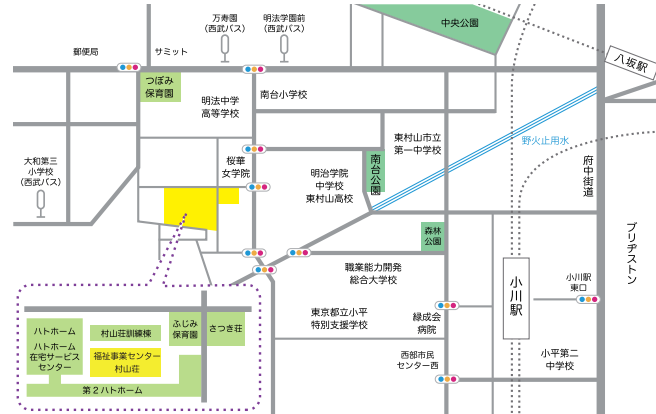 万寿園
(西武バス)
明法学園前
(西武バス)
中央公園
郵便局
サミット
八坂駅
つぼみ
保育園
明法中学
高等学校
南台小学校
東村山市立
第一中学校
野火止用水
大和第三
小学校
(西武バス)
桜華
女学院
明治学院
中学校
東村山高校
南台公園
府中街道
ブリヂストン
森林
公園
職業能力開発
総合大学校
小川駅
小川駅
東口
東京都立小平
特別支援学校
緑成会
病院
西部市民
センター西
小平第二
中学校
ハトホーム
ハトホーム
在宅サービス
センター
村山荘訓練棟
福祉事業センター
村山荘
ふじみ
保育園
さつき荘
第2ハトホーム